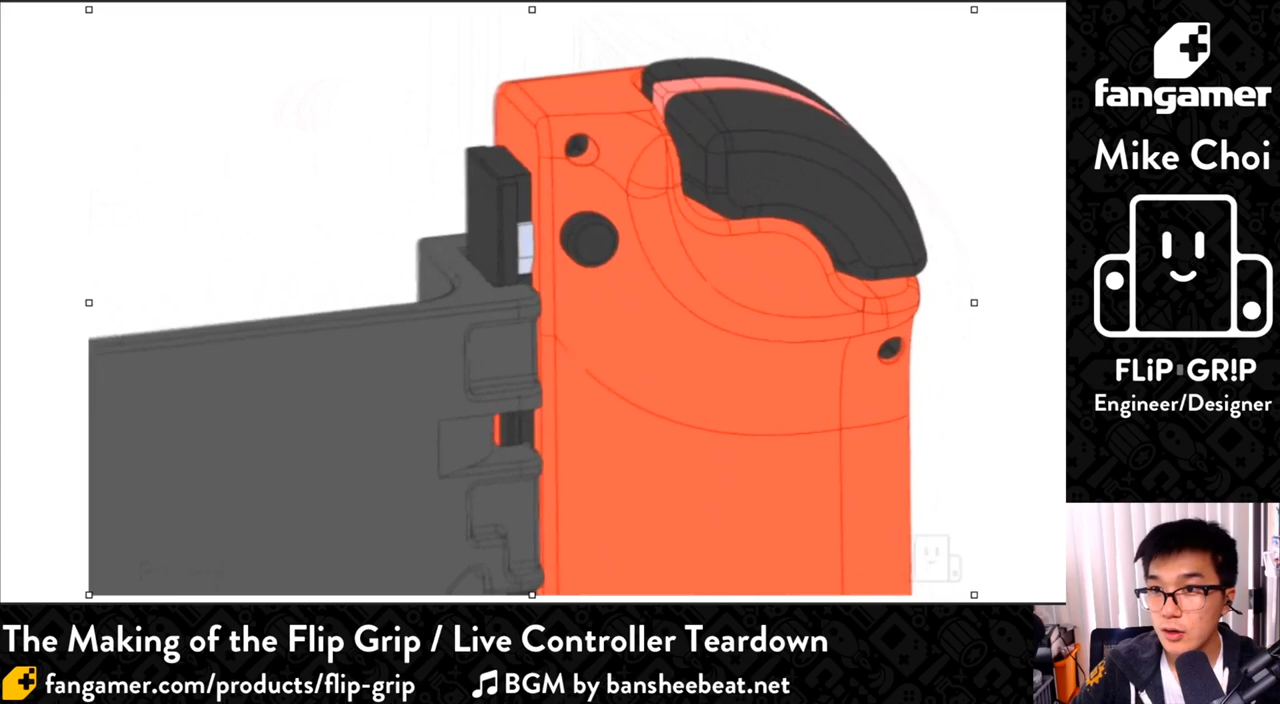 fangamer
Mike Choi
FLiP GR!P
Engineer/Designer
The Making of the Flip Grip / Live Controller Teardown
fangamer.com/products/flip-grip
BGM by bansheebeat.net